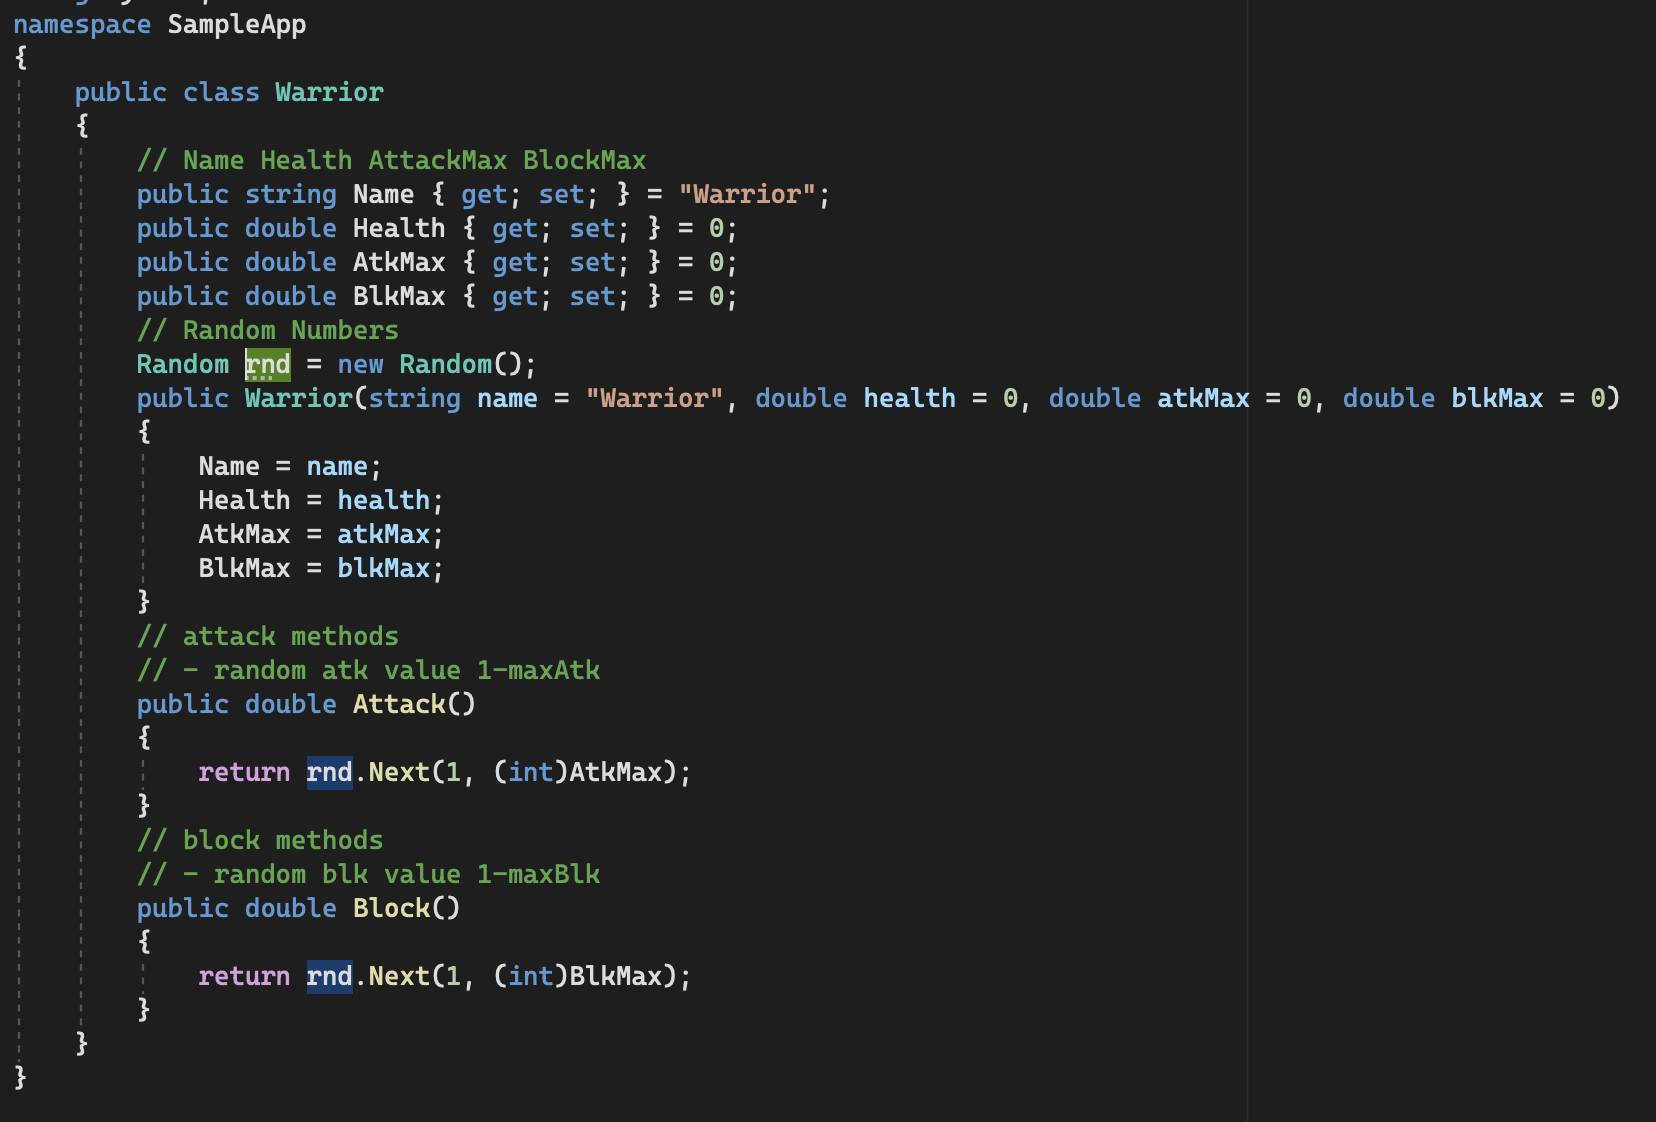 namespace SampleApp
{
    public class Warrior
    {
        // Name Health AttackMax BlockMax
        public string Name { get; set; } = "Warrior";
        public double Health { get; set; } = 0;
        public double AtkMax { get; set; } = 0;
        public double BlkMax { get; set; } = 0;
        // Random Numbers
        Random rnd = new Random();
        public Warrior(string name = "Warrior", double health = 0, double atkMax = 0, double blkMax = 0)
        {
            Name = name;
            Health = health;
            AtkMax = atkMax;
            BlkMax = blkMax;
        }
        // attack methods
        // - random atk value 1-maxAtk
        public double Attack()
        {
            return rnd.Next(1, (int)AtkMax);
        }
        // block methods
        // - random blk value 1-maxBlk
        public double Block()
        {
            return rnd.Next(1, (int)BlkMax);
        }
    }
}